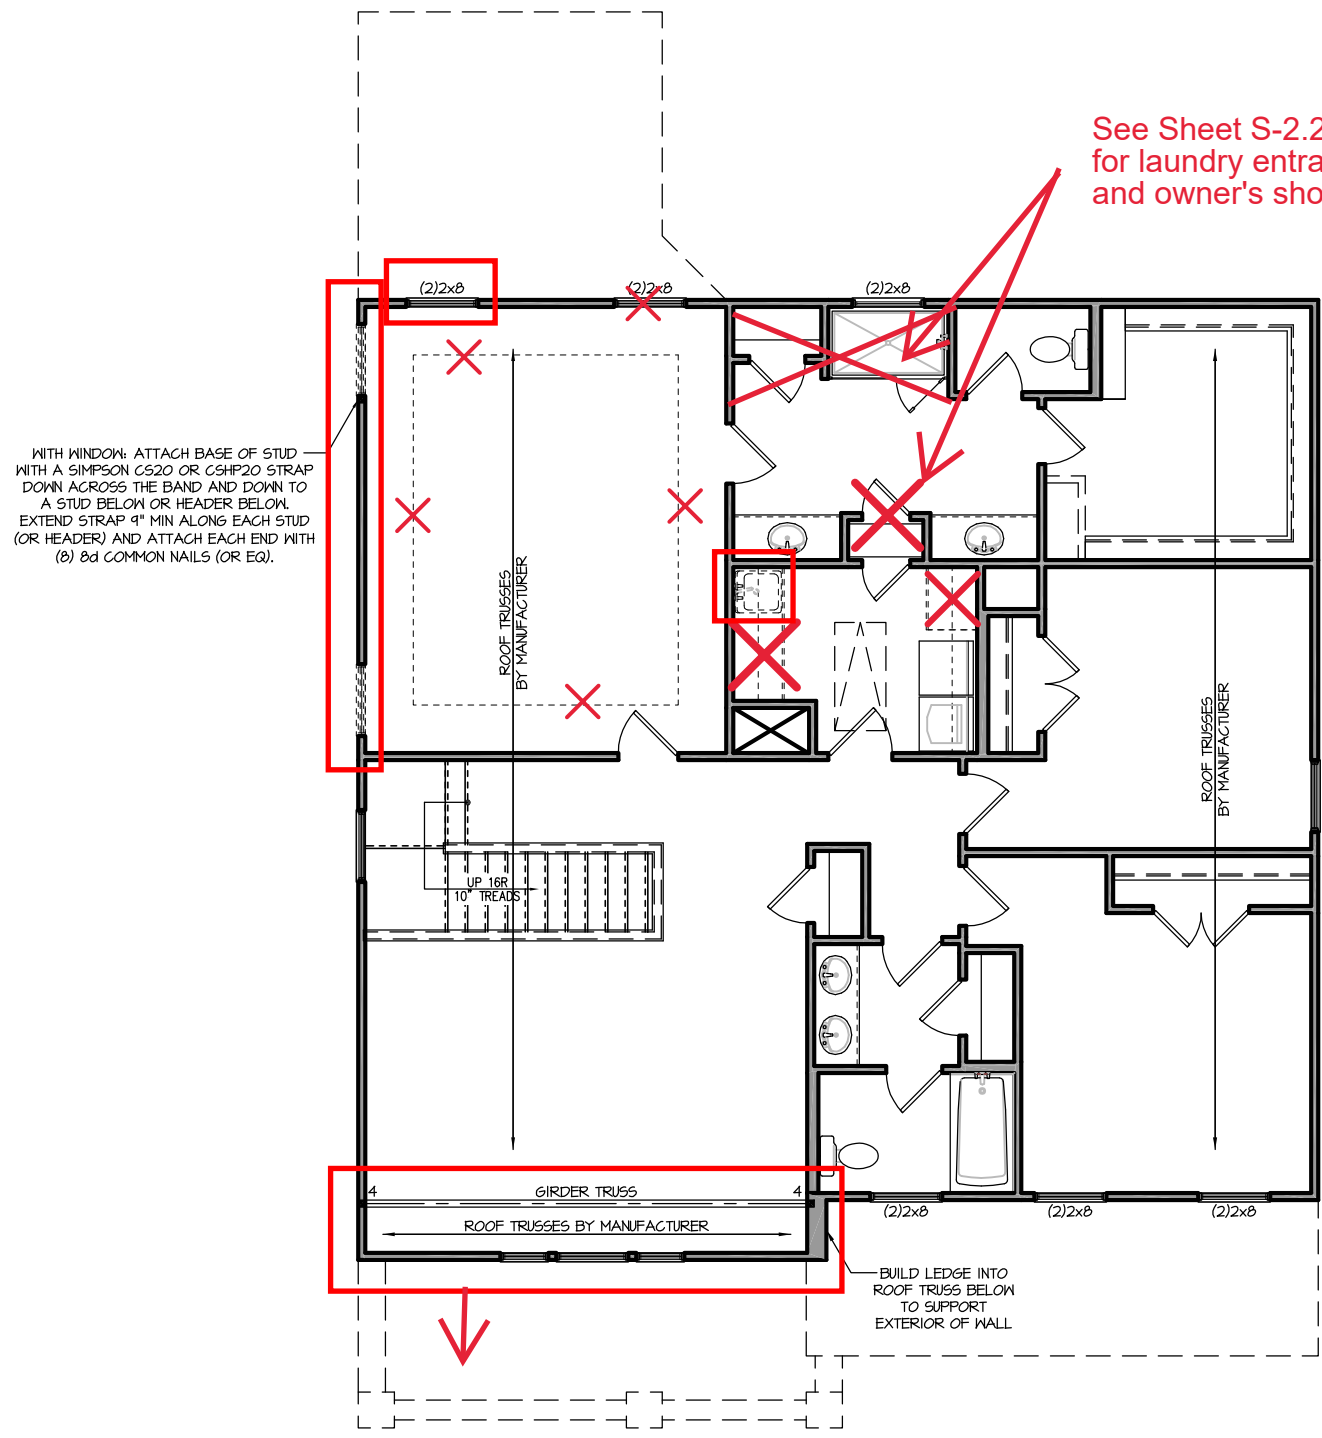 See Sheet S-2.2
for laundry
and owner's
(2)2x8
(2)2x8
(2)2x8
WITH WINDOW: ATTACH BASE OF STUD
WITH A SIMPSON CS20 OR CSHP20 STRAP
DOWN ACROSS THE BAND AND DOWN TO
A STUD BELOW OR HEADER BELOW.
EXTEND STRAP 9" MIN ALONG EACH STUD
(OR HEADER) AND ATTACH EACH END WITH
(8) 8d COMMON NAILS (OR EQ).
ROOF TRUSSES
BY MANUFACTURER
ROOF TRUSSES
BY MANUFACTURER
UP 16R
10" TREADS
4
GIRDER TRUSS
4
ROOF TRUSSES BY MANUFACTURER
(2)2x8
(2)2x8
(2)2x8
BUILD LEDGE INTO
ROOF TRUSS BELOW
TO SUPPORT
EXTERIOR OF WALL